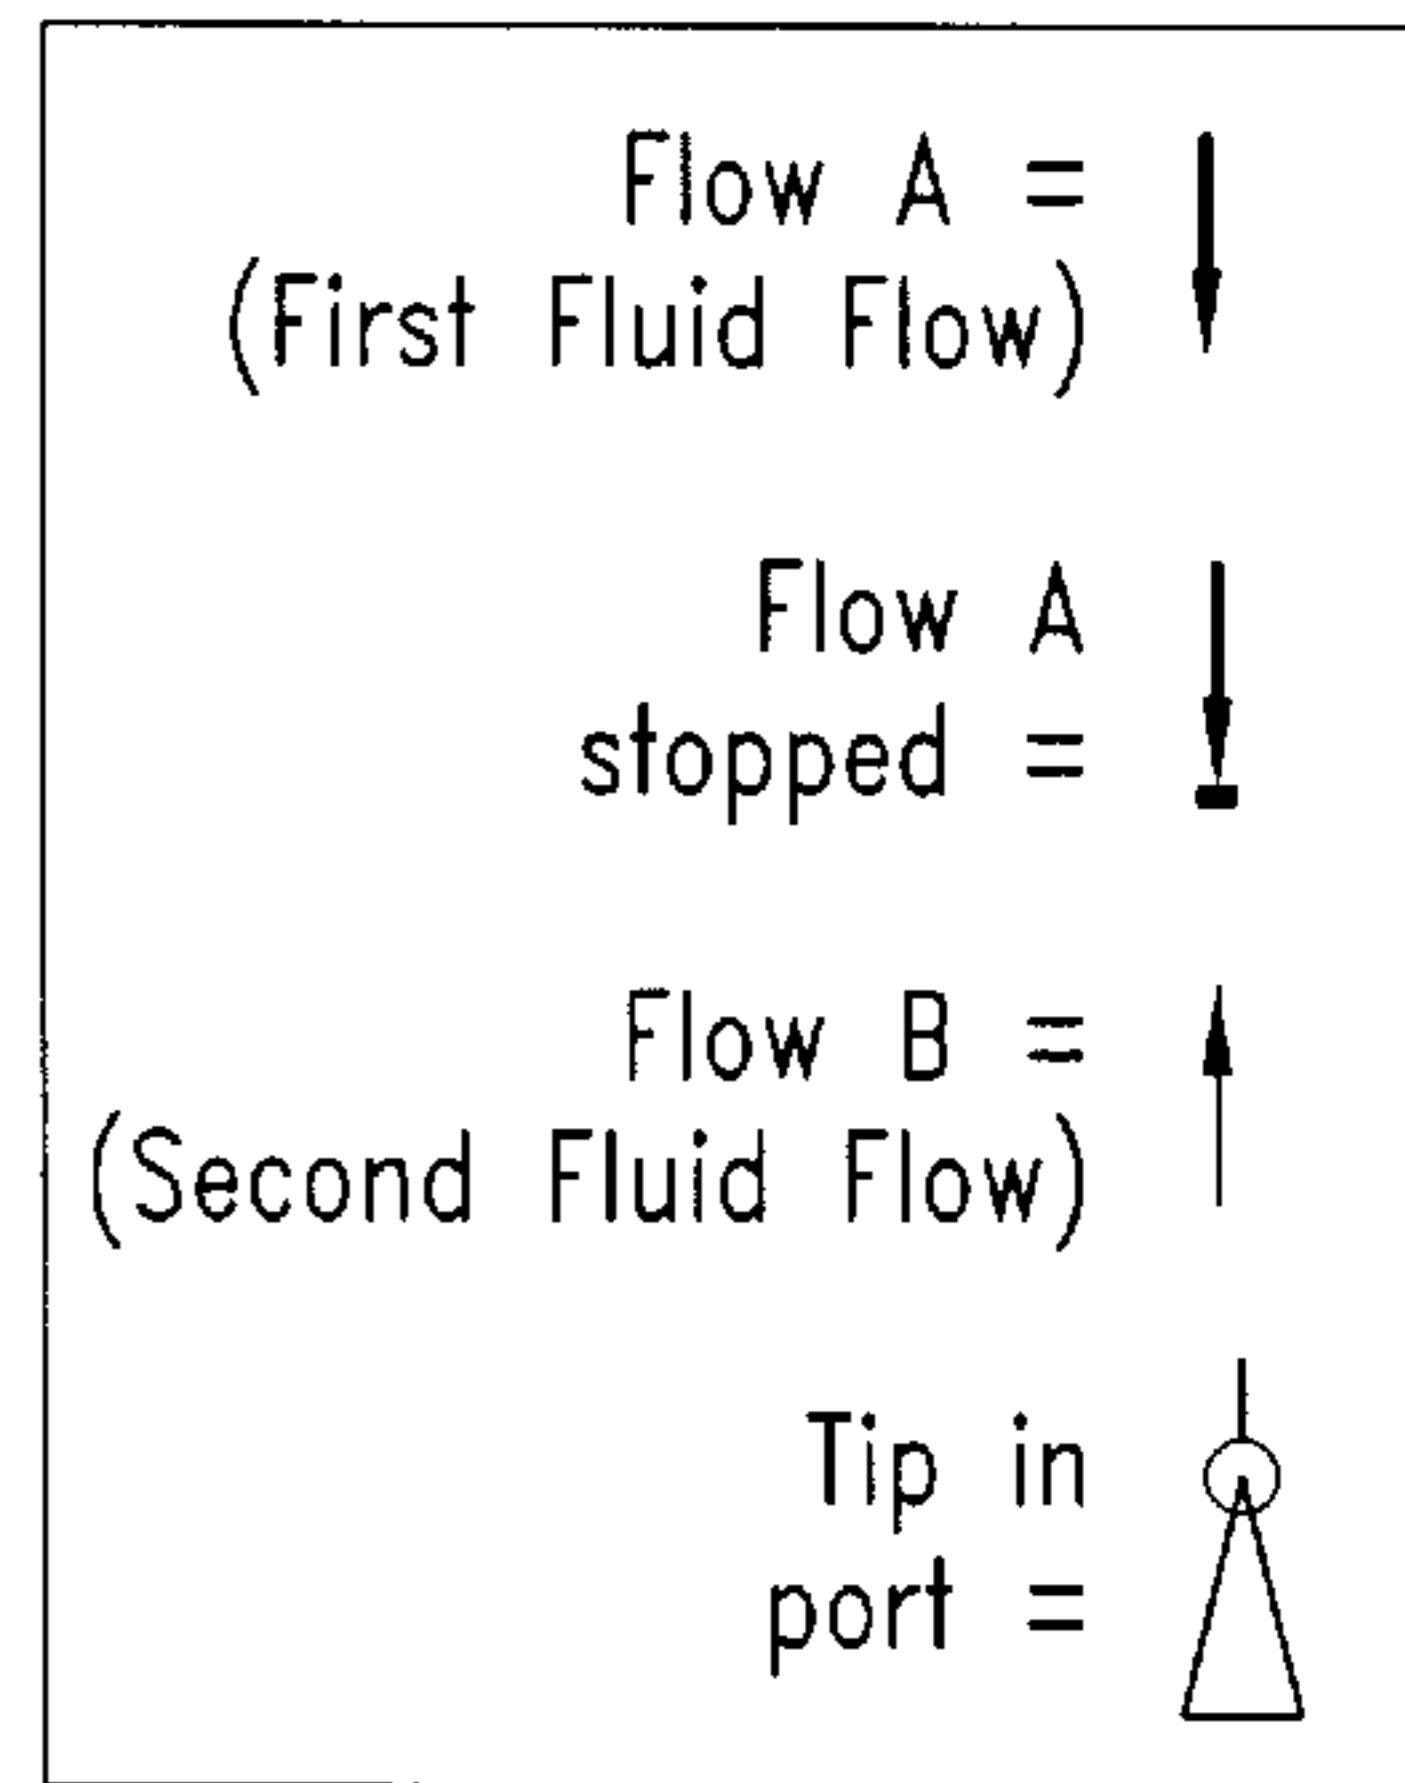 Flow A =
(First Fluid Flow)
Flow A
stopped =
Flow B =
(Second Fluid Flow)
Tip in
port =